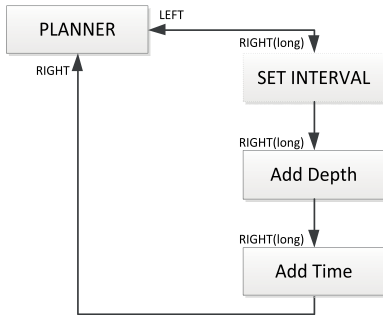 PLANNER
LEFT
RIGHT(long)
RIGHT
SET INTERVAL
RIGHT(long)
Add Depth
RIGHT(long)
Add Time